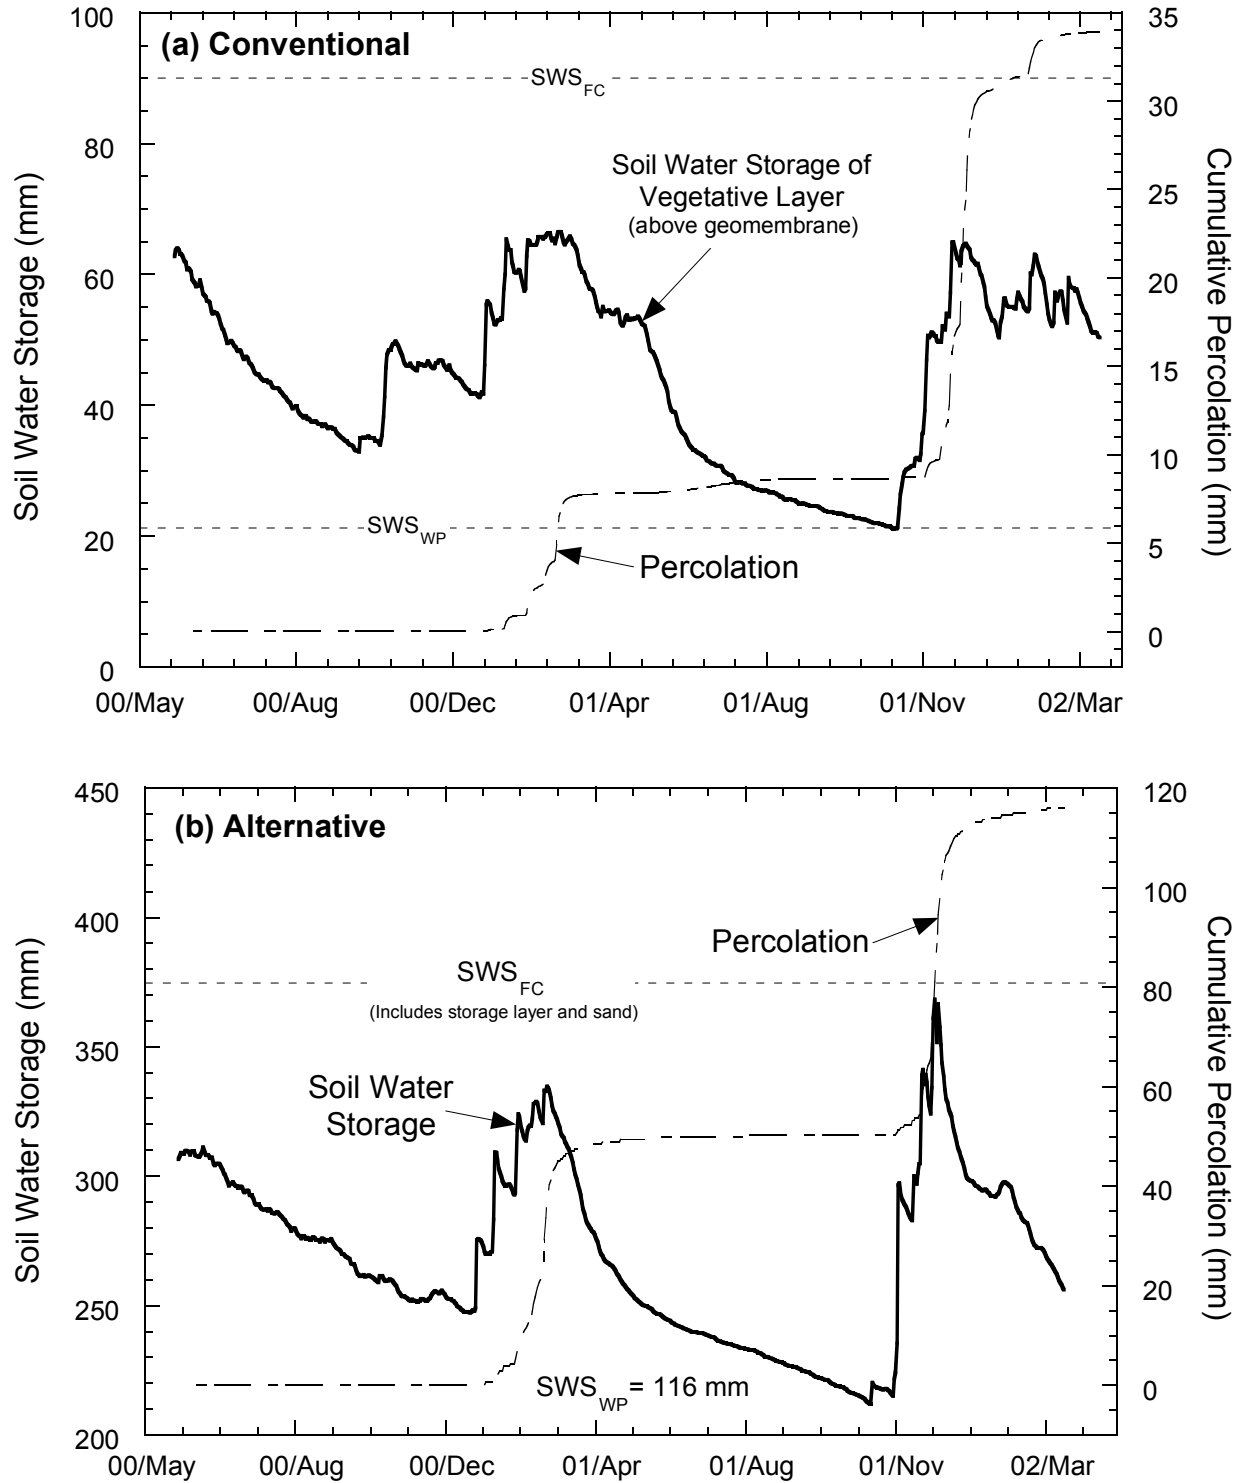 (a) Conventional
SWS_FC
Soil Water Storage of
Vegetative Layer
(above geomembrane)
SWS_WP
Percolation
Soil Water Storage (mm)
100
80
60
40
20
0
Cumulative Percolation (mm)
35
30
25
20
15
10
5
0
00/May 00/Aug 00/Dec 01/Apr 01/Aug 01/Nov 02/Mar
(b) Alternative
Percolation
SWS_FC
(Includes storage layer and sand)
Soil Water
Storage
SWS_WP = 116 mm
Soil Water Storage (mm)
450
400
350
300
250
200
Cumulative Percolation (mm)
120
100
80
60
40
20
0
00/May 00/Aug 00/Dec 01/Apr 01/Aug 01/Nov 02/Mar